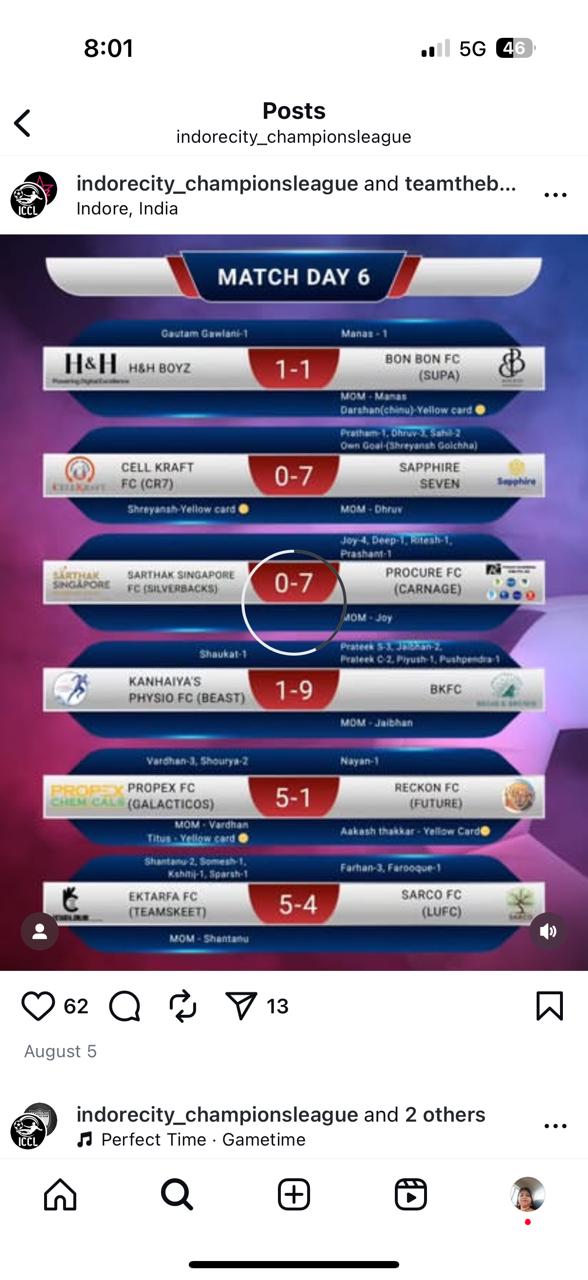 8:01
5G 46
Posts
indorecity_championsleague
indorecity_championsleague and teamtheb...
Indore, India
ICCL
MATCH DAY 6
Gautam Gawlani-1 Manas - 1
H&H H&H BOYZ 1-1 BON BON FC
(SUPA)
MOM - Manas
Darshan(chinu)-Yellow card
Pratham-1, Dhruv-3, Sahil-2
Own Goal-(Shreyansh Golchha)
CELL KRAFT
FC (CR7) 0-7 SAPPHIRE
SEVEN
CELLKRAFT Sapphire
Shreyansh-Yellow card MOM - Dhruv
Joy-4, Deep-1, Ritesh-1,
Prashant-1
SARTHAK
SINGAPORE
SARTHAK SINGAPORE
FC (SILVERBACKS) 0-7 PROCURE FC
(CARNAGE)
MOM - Joy
Shaukat-1 Prateek S-3, Jaibhan-2,
Prateek C-2, Piyush-1, Pushpendra-1
KANHAIYA'S
PHYSIO FC (BEAST) 1-9 BKFC
MOM - Jaibhan
Vardhan-3, Shourya-2 Nayan-1
PROPEX
CHEM CALS
PROPEX FC
(GALACTICOS) 5-1 RECKON FC
(FUTURE)
MOM - Vardhan
Titus - Yellow card Aakash thakkar - Yellow Card
Shantanu-2, Somesh-1,
Kshitij-1, Sparsh-1 Farhan-3, Farooque-1
EKTARFA FC
(TEAMSKEET) 5-4 SARCO FC
(LUFC)
SARCO
MOM - Shantanu
62 13
August 5
indorecity_championsleague and 2 others
ICCL
Perfect Time · Gametime